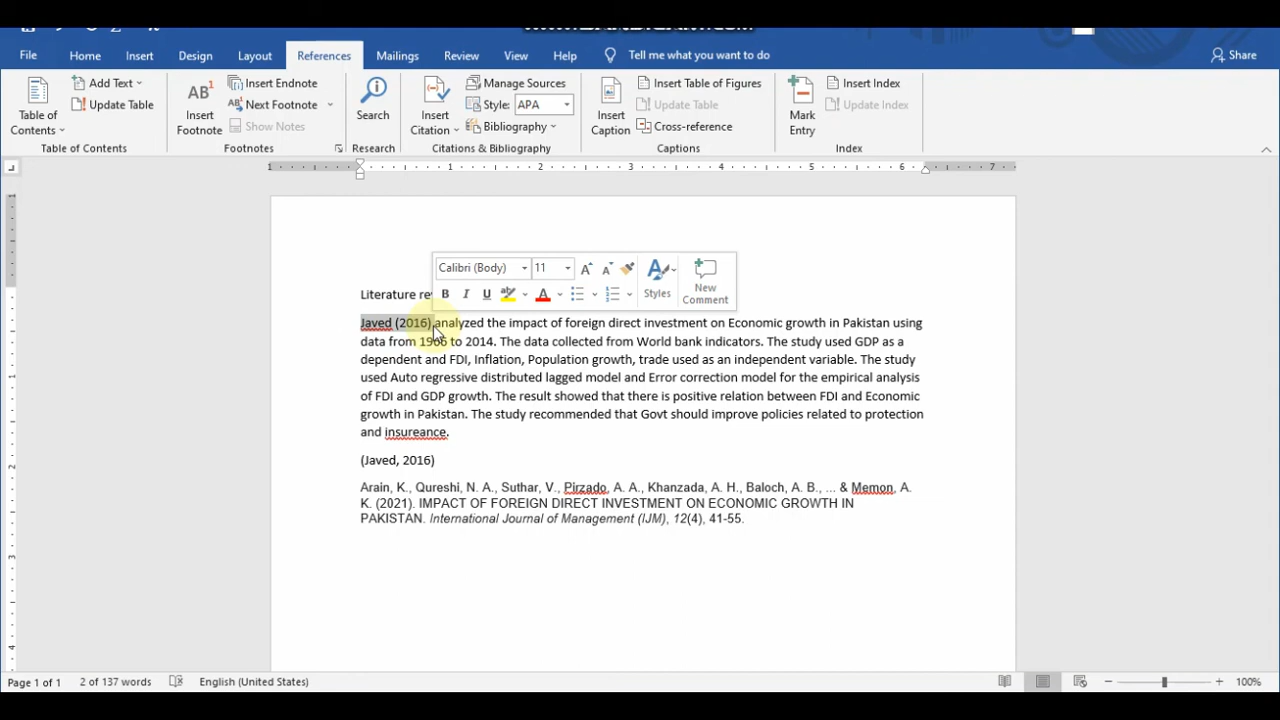 File Home Insert Design Layout References Mailings Review View Help Tell me what you want to do Share
Table of Contents
Add Text
Update Table
Table of Contents
Insert Footnote
Insert Endnote
Next Footnote
Show Notes
Footnotes
Search
Research
Insert Citation
Manage Sources
Style: APA
Bibliography
Citations & Bibliography
Insert Caption
Insert Table of Figures
Update Table
Cross-reference
Captions
Mark Entry
Insert Index
Update Index
Index
1 1 2 3 4 5 6 7
Calibri (Body) 11
B I U
Styles
New Comment
Literature re
Javed (2016) analyzed the impact of foreign direct investment on Economic growth in Pakistan using
data from 1966 to 2014. The data collected from World bank indicators. The study used GDP as a
dependent and FDI, Inflation, Population growth, trade used as an independent variable. The study
used Auto regressive distributed lagged model and Error correction model for the empirical analysis
of FDI and GDP growth. The result showed that there is positive relation between FDI and Economic
growth in Pakistan. The study recommended that Govt should improve policies related to protection
and insureance.
(Javed, 2016)
Arain, K., Qureshi, N. A., Suthar, V., Pirzado, A. A., Khanzada, A. H., Baloch, A. B., ... & Memon, A.
K. (2021). IMPACT OF FOREIGN DIRECT INVESTMENT ON ECONOMIC GROWTH IN
PAKISTAN. International Journal of Management (IJM), 12(4), 41-55.
Page 1 of 1 2 of 137 words English (United States) 100%